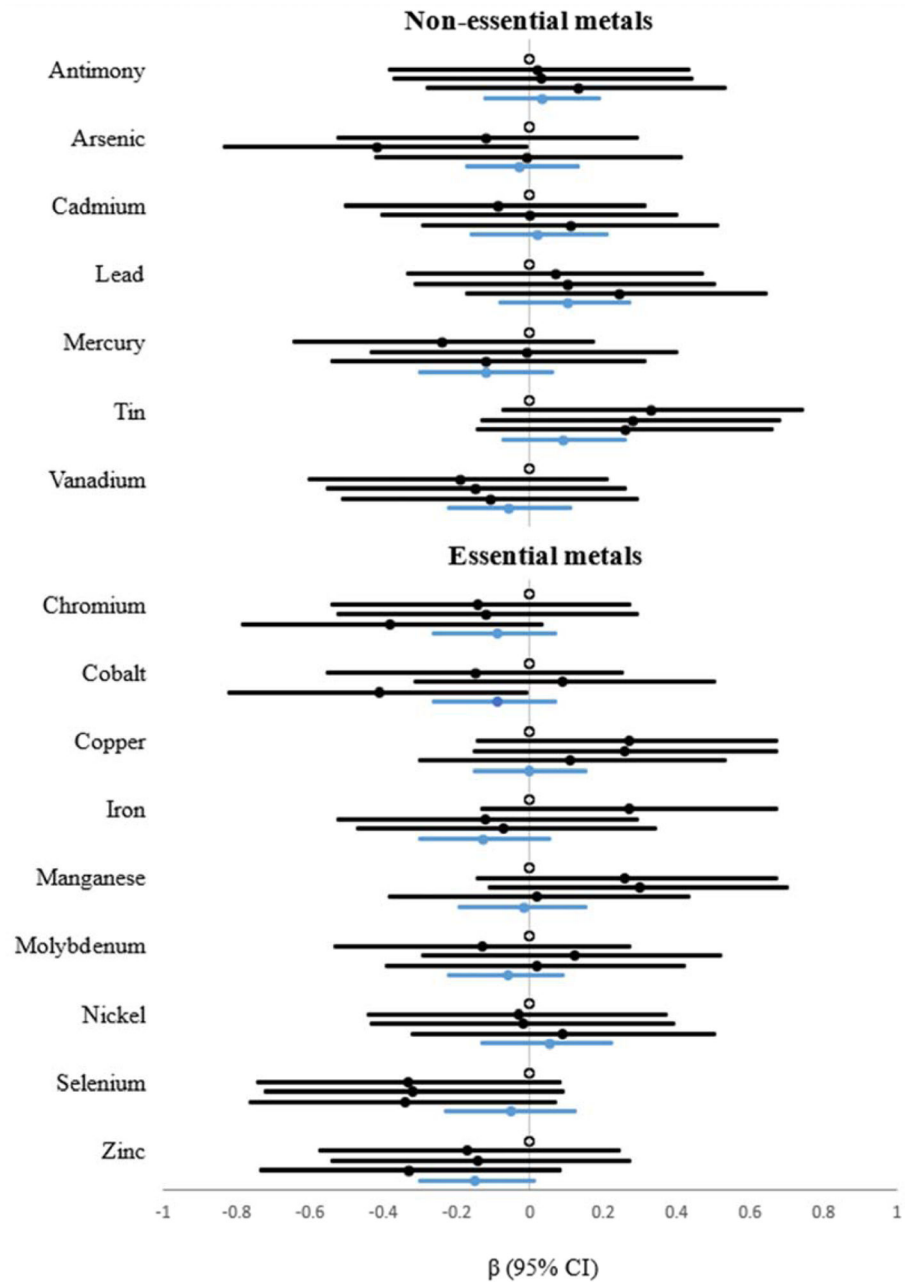 Non-essential metals
Antimony
Arsenic
Cadmium
Lead
Mercury
Tin
Vanadium
Essential metals
Chromium
Cobalt
Copper
Iron
Manganese
Molybdenum
Nickel
Selenium
Zinc
-1 -0.8 -0.6 -0.4 -0.2 0 0.2 0.4 0.6 0.8 1
β (95% CI)